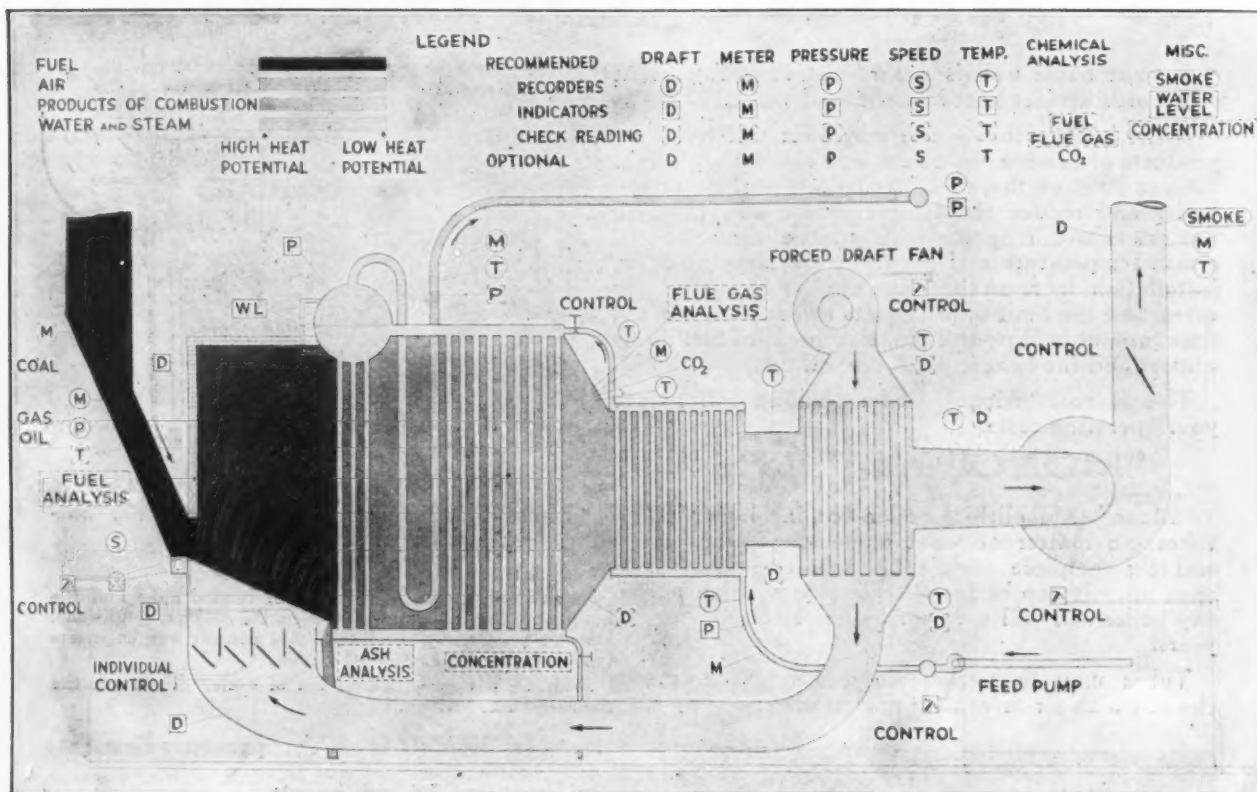 LEGEND
FUEL
AIR
PRODUCTS OF COMBUSTION
WATER AND STEAM
HIGH HEAT POTENTIAL
LOW HEAT POTENTIAL
DRAFT METER PRESSURE SPEED TEMP. CHEMICAL ANALYSIS MISC.
RECOMMENDED
RECORDERS D M P S T SMOKE
INDICATORS D M P S T WATER LEVEL
CHECK READING D M P S T FUEL FLUE GAS CONCENTRATION
OPTIONAL D M P S T CO2
P
P
D
SMOKE
M
T
P
M
T
P
FORCED DRAFT FAN
WL
CONTROL
FLUE GAS ANALYSIS
CONTROL
M
COAL
D
T
M
CO2
T
T
T
D
CONTROL
M
P
T
GAS
OIL
T D
FUEL ANALYSIS
S
CONTROL
D
D
D
T
P
M
T
D
CONTROL
INDIVIDUAL CONTROL
ASH ANALYSIS
CONCENTRATION
FEED PUMP
D
CONTROL